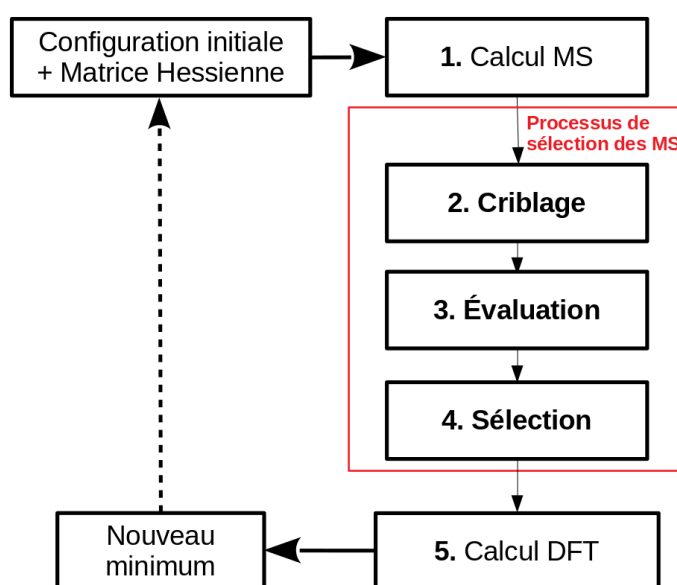 Configuration initiale
+ Matrice Hessienne
1. Calcul MS
Processus de
sélection des MS
2. Criblage
3. Évaluation
4. Sélection
Nouveau
minimum
5. Calcul DFT